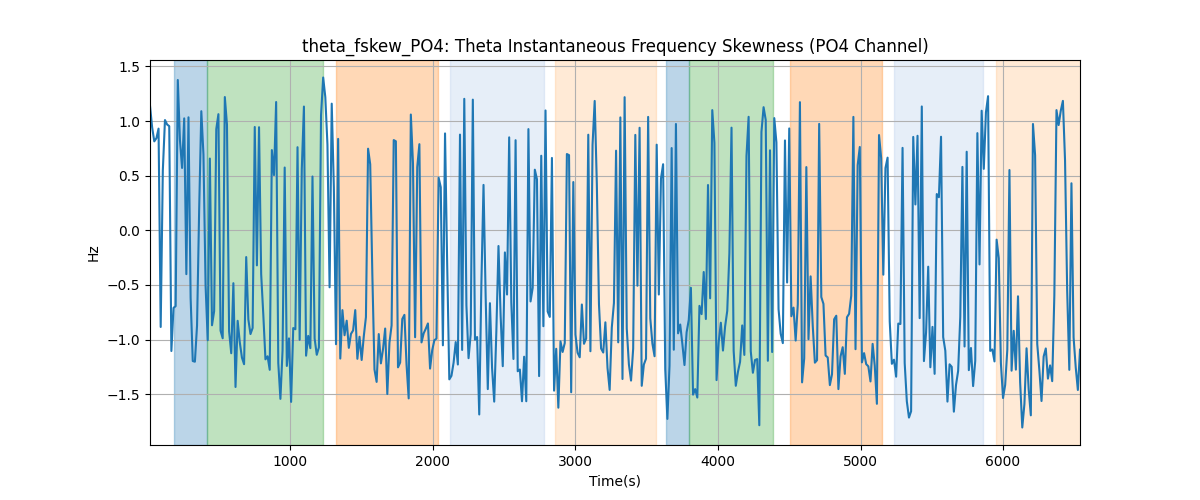 theta_fskew_PO4: Theta Instantaneous Frequency Skewness (PO4 Channel)
1.5
1.0
0.5
0.0
−0.5
−1.0
−1.5
Hz
1000 2000 3000 4000 5000 6000
Time(s)